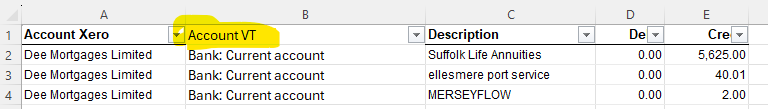 A B C D E
1 Account Xero Account VT Description De Cre
2 Dee Mortgages Limited Bank: Current account Suffolk Life Annuities 0.00 5,625.00
3 Dee Mortgages Limited Bank: Current account ellesmere port service 0.00 40.01
4 Dee Mortgages Limited Bank: Current account MERSEYFLOW 0.00 2.00